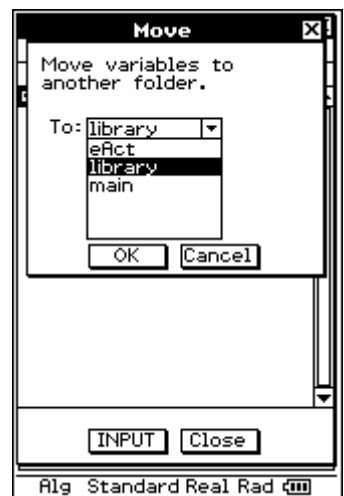 Move
Move variables to
another folder.
To: library
eAct
library
main
OK Cancel
INPUT Close
Alg Standard Real Rad